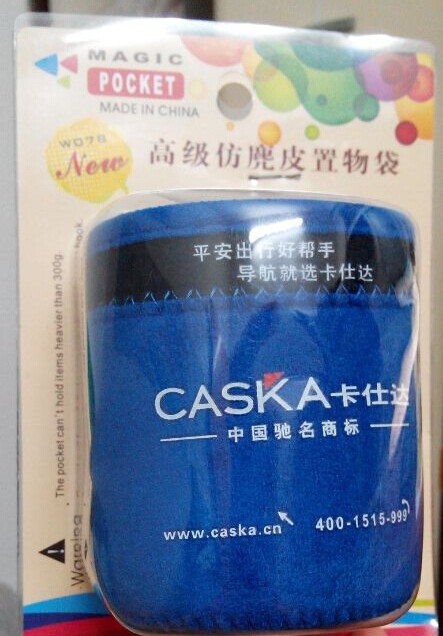 MAGIC
POCKET
MADE IN CHINA
W078
New
高级仿麂皮置物袋
平安出行好帮手
导航就选卡仕达
CASKA卡仕达
中国驰名商标
www.caska.cn
400-1515-999
The pocket can't hold items heavier than 300g.
hook.
Warning